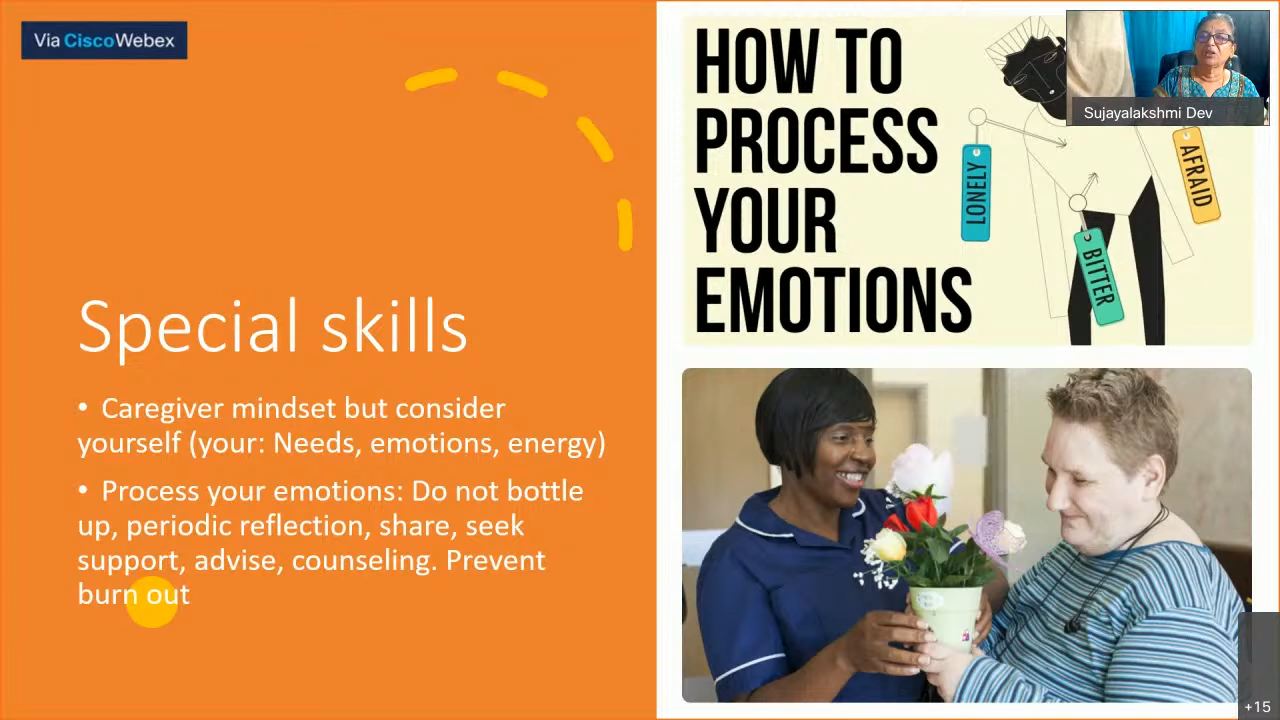 Via CiscoWebex
Special skills
• Caregiver mindset but consider
yourself (your: Needs, emotions, energy)
• Process your emotions: Do not bottle
up, periodic reflection, share, seek
support, advise, counseling. Prevent
burn out
HOW TO
PROCESS
YOUR
EMOTIONS
LONELY
BITTER
AFRAID
Sujayalakshmi Dev
+15